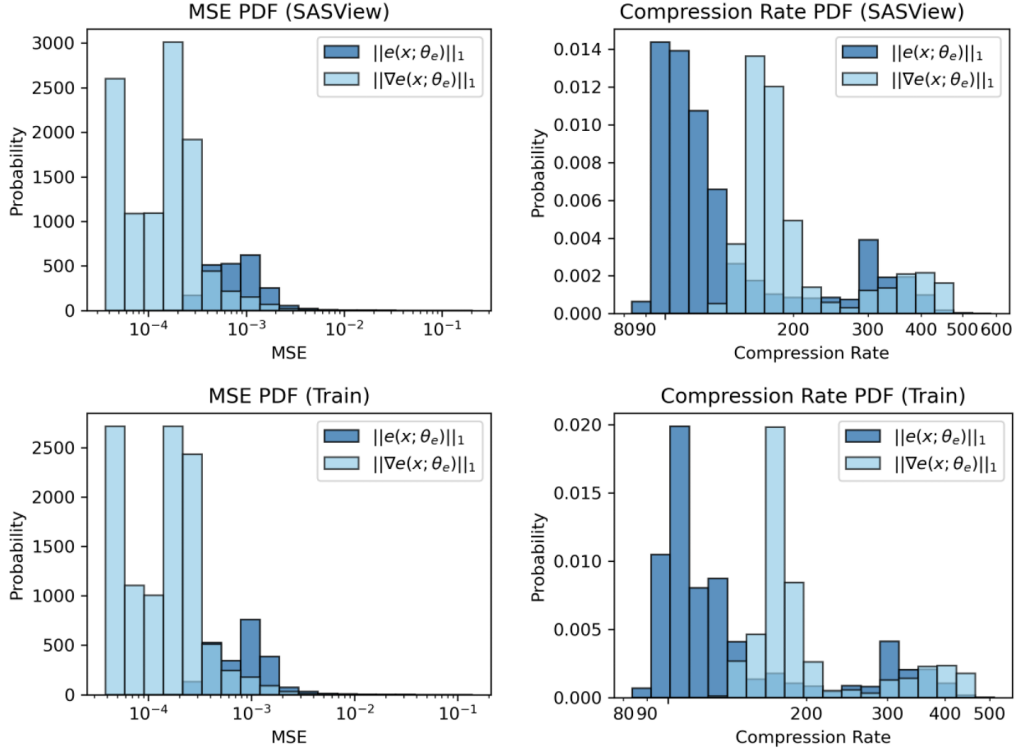 MSE PDF (SASView)
Probability
3000
2500
2000
1500
1000
500
0
||e(x; θₑ)||₁
||∇e(x; θₑ)||₁
10⁻⁴ 10⁻³ 10⁻² 10⁻¹
MSE
Compression Rate PDF (SASView)
Probability
0.014
0.012
0.010
0.008
0.006
0.004
0.002
0.000
||e(x; θₑ)||₁
||∇e(x; θₑ)||₁
80 90 200 300 400 500 600
Compression Rate
MSE PDF (Train)
Probability
2500
2000
1500
1000
500
0
||e(x; θₑ)||₁
||∇e(x; θₑ)||₁
10⁻⁴ 10⁻³ 10⁻² 10⁻¹
MSE
Compression Rate PDF (Train)
Probability
0.020
0.015
0.010
0.005
0.000
||e(x; θₑ)||₁
||∇e(x; θₑ)||₁
80 90 200 300 400 500
Compression Rate